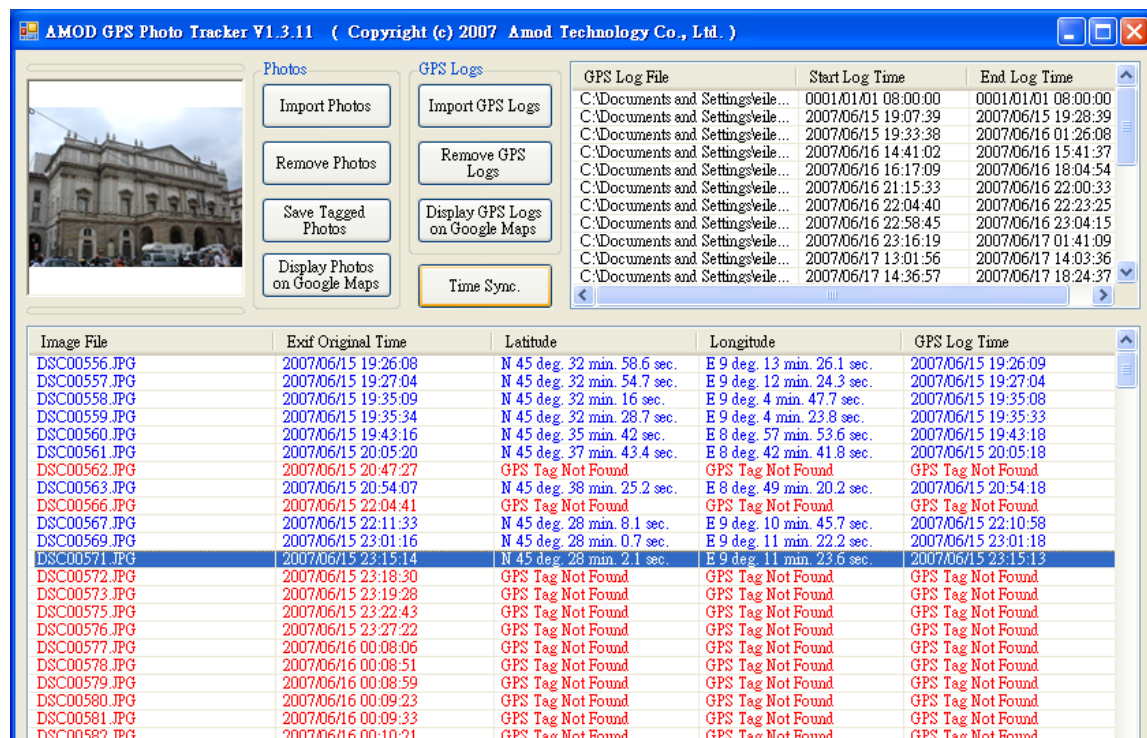 AMOD GPS Photo Tracker V1.3.11 ( Copyright (c) 2007 Amod Technology Co., Ltd. )
Photos
Import Photos
Remove Photos
Save Tagged
Photos
Display Photos
on Google Maps
GPS Logs
Import GPS Logs
Remove GPS
Logs
Display GPS Logs
on Google Maps
Time Sync.
GPS Log File Start Log Time End Log Time
C:\Documents and Settings\eile... 0001/01/01 08:00:00 0001/01/01 08:00:00
C:\Documents and Settings\eile... 2007/06/15 19:07:39 2007/06/15 19:28:39
C:\Documents and Settings\eile... 2007/06/15 19:33:38 2007/06/16 01:26:08
C:\Documents and Settings\eile... 2007/06/16 14:41:02 2007/06/16 15:41:37
C:\Documents and Settings\eile... 2007/06/16 16:17:09 2007/06/16 18:04:54
C:\Documents and Settings\eile... 2007/06/16 21:15:33 2007/06/16 22:00:33
C:\Documents and Settings\eile... 2007/06/16 22:04:40 2007/06/16 22:23:25
C:\Documents and Settings\eile... 2007/06/16 22:58:45 2007/06/16 23:04:15
C:\Documents and Settings\eile... 2007/06/16 23:16:19 2007/06/17 01:41:09
C:\Documents and Settings\eile... 2007/06/17 13:01:56 2007/06/17 14:03:36
C:\Documents and Settings\eile... 2007/06/17 14:36:57 2007/06/17 18:24:37
Image File Exif Original Time Latitude Longitude GPS Log Time
DSC00556.JPG 2007/06/15 19:26:08 N 45 deg. 32 min. 58.6 sec. E 9 deg. 13 min. 26.1 sec. 2007/06/15 19:26:09
DSC00557.JPG 2007/06/15 19:27:04 N 45 deg. 32 min. 54.7 sec. E 9 deg. 12 min. 24.3 sec. 2007/06/15 19:27:04
DSC00558.JPG 2007/06/15 19:35:09 N 45 deg. 32 min. 16 sec. E 9 deg. 4 min. 47.7 sec. 2007/06/15 19:35:08
DSC00559.JPG 2007/06/15 19:35:34 N 45 deg. 32 min. 28.7 sec. E 9 deg. 4 min. 23.8 sec. 2007/06/15 19:35:33
DSC00560.JPG 2007/06/15 19:43:16 N 45 deg. 35 min. 42 sec. E 8 deg. 57 min. 53.6 sec. 2007/06/15 19:43:18
DSC00561.JPG 2007/06/15 20:05:20 N 45 deg. 37 min. 43.4 sec. E 8 deg. 42 min. 41.8 sec. 2007/06/15 20:05:18
DSC00562.JPG 2007/06/15 20:47:27 GPS Tag Not Found GPS Tag Not Found GPS Tag Not Found
DSC00563.JPG 2007/06/15 20:54:07 N 45 deg. 38 min. 25.2 sec. E 8 deg. 49 min. 20.2 sec. 2007/06/15 20:54:18
DSC00566.JPG 2007/06/15 22:04:41 GPS Tag Not Found GPS Tag Not Found GPS Tag Not Found
DSC00567.JPG 2007/06/15 22:11:33 N 45 deg. 28 min. 8.1 sec. E 9 deg. 10 min. 45.7 sec. 2007/06/15 22:10:58
DSC00569.JPG 2007/06/15 23:01:16 N 45 deg. 28 min. 0.7 sec. E 9 deg. 11 min. 22.2 sec. 2007/06/15 23:01:18
DSC00571.JPG 2007/06/15 23:15:14 N 45 deg. 28 min. 2.1 sec. E 9 deg. 11 min. 23.6 sec. 2007/06/15 23:15:13
DSC00572.JPG 2007/06/15 23:18:30 GPS Tag Not Found GPS Tag Not Found GPS Tag Not Found
DSC00573.JPG 2007/06/15 23:19:28 GPS Tag Not Found GPS Tag Not Found GPS Tag Not Found
DSC00575.JPG 2007/06/15 23:22:43 GPS Tag Not Found GPS Tag Not Found GPS Tag Not Found
DSC00576.JPG 2007/06/15 23:27:22 GPS Tag Not Found GPS Tag Not Found GPS Tag Not Found
DSC00577.JPG 2007/06/16 00:08:06 GPS Tag Not Found GPS Tag Not Found GPS Tag Not Found
DSC00578.JPG 2007/06/16 00:08:51 GPS Tag Not Found GPS Tag Not Found GPS Tag Not Found
DSC00579.JPG 2007/06/16 00:08:59 GPS Tag Not Found GPS Tag Not Found GPS Tag Not Found
DSC00580.JPG 2007/06/16 00:09:23 GPS Tag Not Found GPS Tag Not Found GPS Tag Not Found
DSC00581.JPG 2007/06/16 00:09:33 GPS Tag Not Found GPS Tag Not Found GPS Tag Not Found
DSC00582.JPG 2007/06/16 00:10:21 GPS Tag Not Found GPS Tag Not Found GPS Tag Not Found